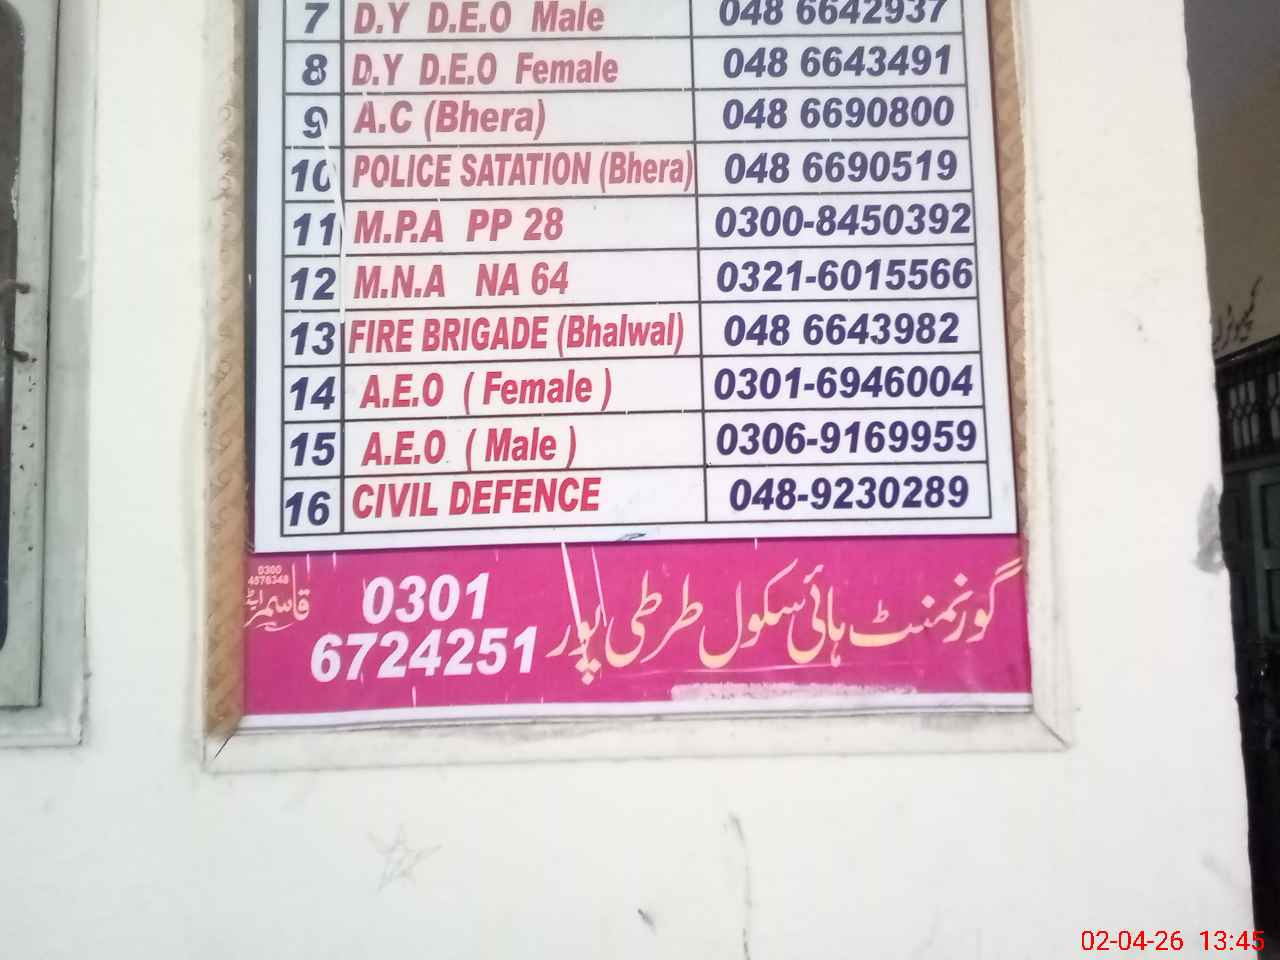 7 D.Y D.E.O Male 048 6642937
8 D.Y D.E.O Female 048 6643491
9 A.C (Bhera) 048 6690800
10 POLICE SATATION (Bhera) 048 6690519
11 M.P.A PP 28 0300-8450392
12 M.N.A NA 64 0321-6015566
13 FIRE BRIGADE (Bhalwal) 048 6643982
14 A.E.O ( Female ) 0301-6946004
15 A.E.O ( Male ) 0306-9169959
16 CIVIL DEFENCE 048-9230289
گورنمنٹ ہائی سکول طرطی پور
0301
6724251
0300
4576348
قاسم
02-04-26 13:45